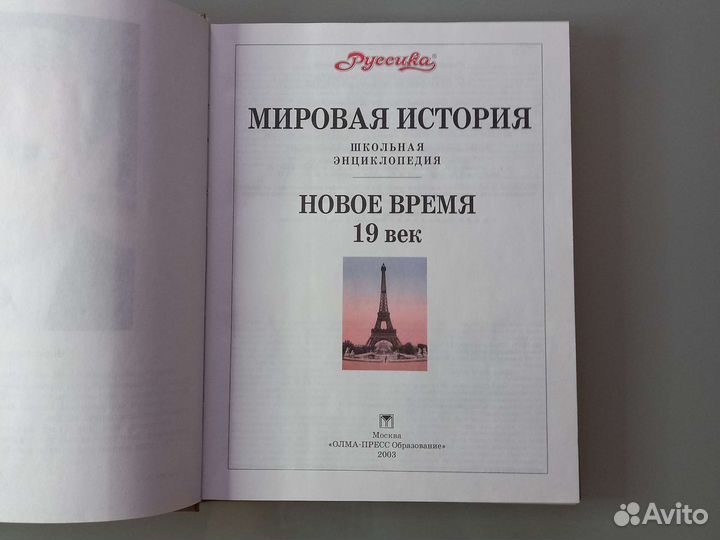 Руссика®
МИРОВАЯ ИСТОРИЯ
ШКОЛЬНАЯ
ЭНЦИКЛОПЕДИЯ
НОВОЕ ВРЕМЯ
19 век
Москва
«ОЛМА-ПРЕСС Образование»
2003
Avito